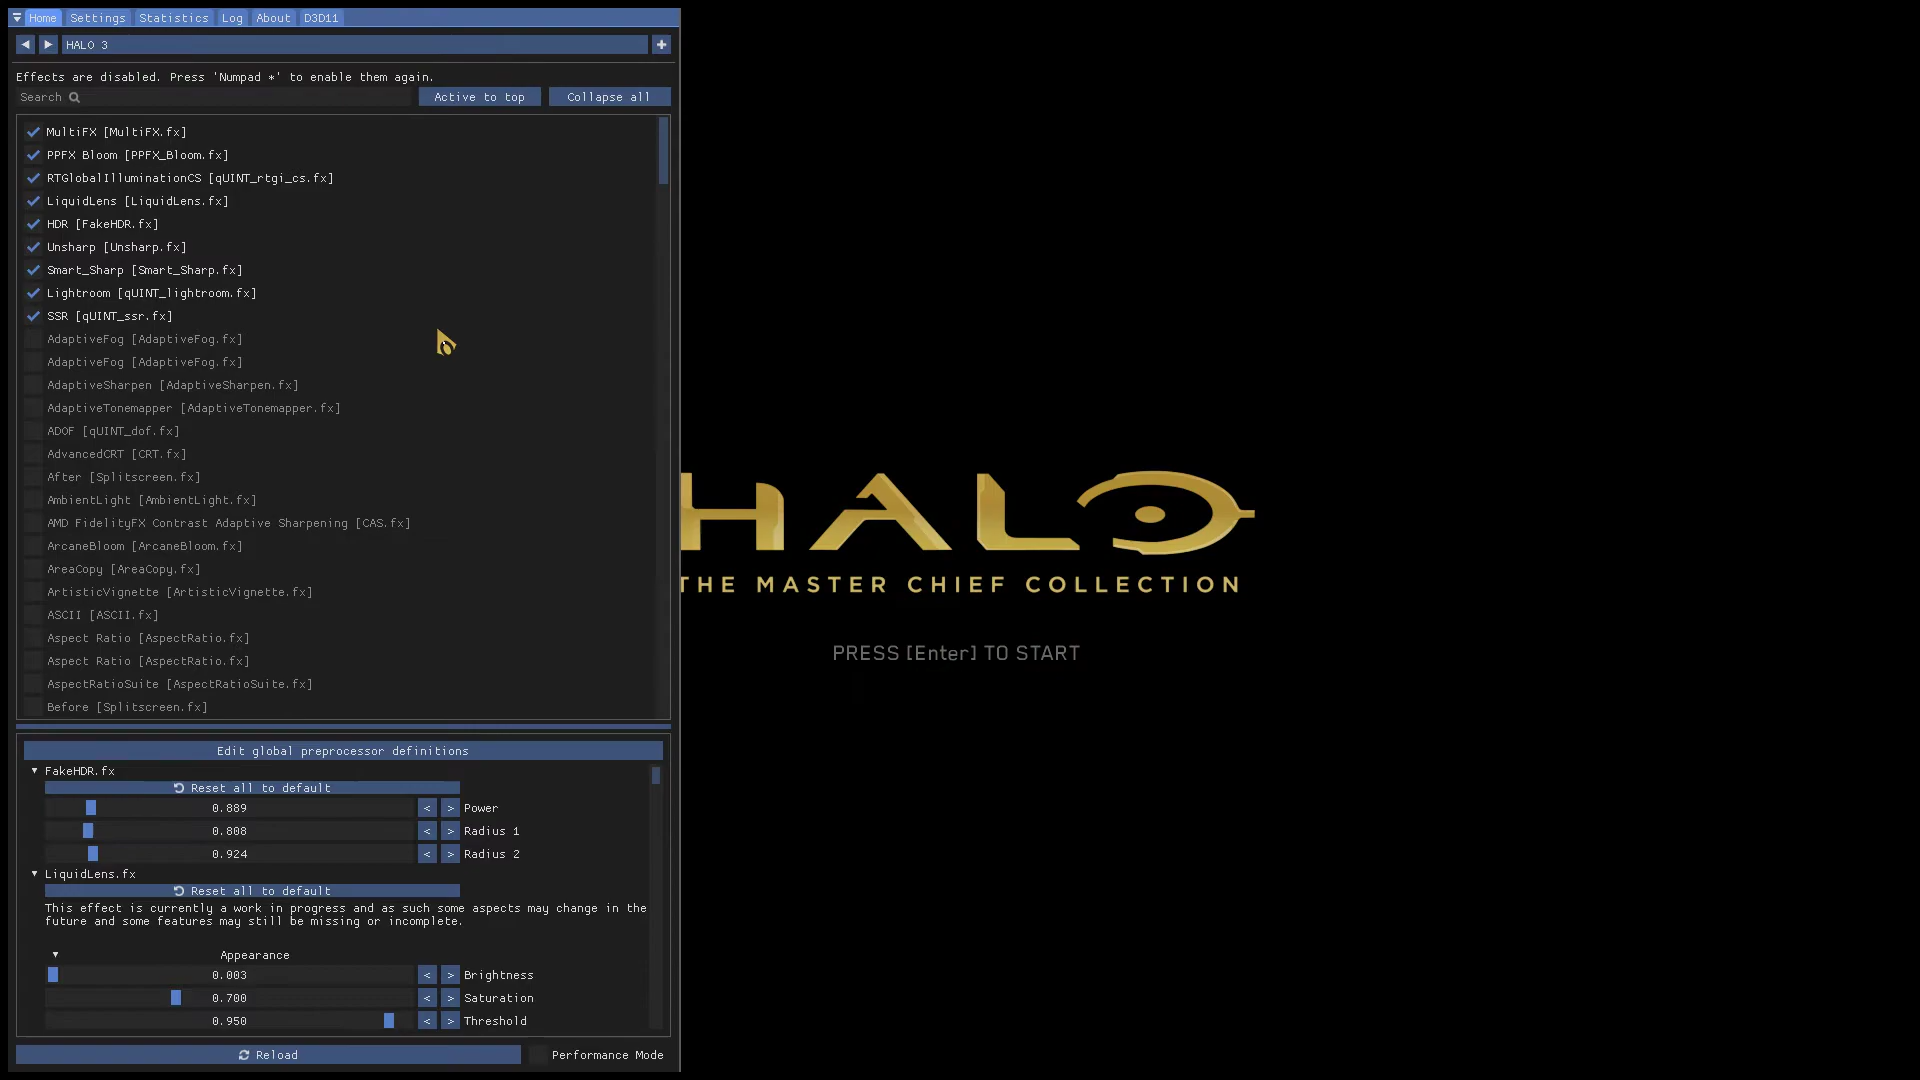 Home Settings Statistics Log About D3D11
HALO 3
Effects are disabled. Press 'Numpad *' to enable them again.
Search
Active to top
Collapse all
MultiFX [MultiFX.fx]
PPFX Bloom [PPFX_Bloom.fx]
RTGlobalIlluminationCS [qUINT_rtgi_cs.fx]
LiquidLens [LiquidLens.fx]
HDR [FakeHDR.fx]
Unsharp [Unsharp.fx]
Smart_Sharp [Smart_Sharp.fx]
Lightroom [qUINT_lightroom.fx]
SSR [qUINT_ssr.fx]
AdaptiveFog [AdaptiveFog.fx]
AdaptiveFog [AdaptiveFog.fx]
AdaptiveSharpen [AdaptiveSharpen.fx]
AdaptiveTonemapper [AdaptiveTonemapper.fx]
ADOF [qUINT_dof.fx]
AdvancedCRT [CRT.fx]
After [Splitscreen.fx]
AmbientLight [AmbientLight.fx]
AMD FidelityFX Contrast Adaptive Sharpening [CAS.fx]
ArcaneBloom [ArcaneBloom.fx]
AreaCopy [AreaCopy.fx]
ArtisticVignette [ArtisticVignette.fx]
ASCII [ASCII.fx]
Aspect Ratio [AspectRatio.fx]
Aspect Ratio [AspectRatio.fx]
AspectRatioSuite [AspectRatioSuite.fx]
Before [Splitscreen.fx]
Edit global preprocessor definitions
FakeHDR.fx
Reset all to default
0.889 < > Power
0.808 < > Radius 1
0.924 < > Radius 2
LiquidLens.fx
Reset all to default
This effect is currently a work in progress and as such some aspects may change in the
future and some features may still be missing or incomplete.
Appearance
0.003 < > Brightness
0.700 < > Saturation
0.950 < > Threshold
Reload
Performance Mode
HALO
THE MASTER CHIEF COLLECTION
PRESS [Enter] TO START